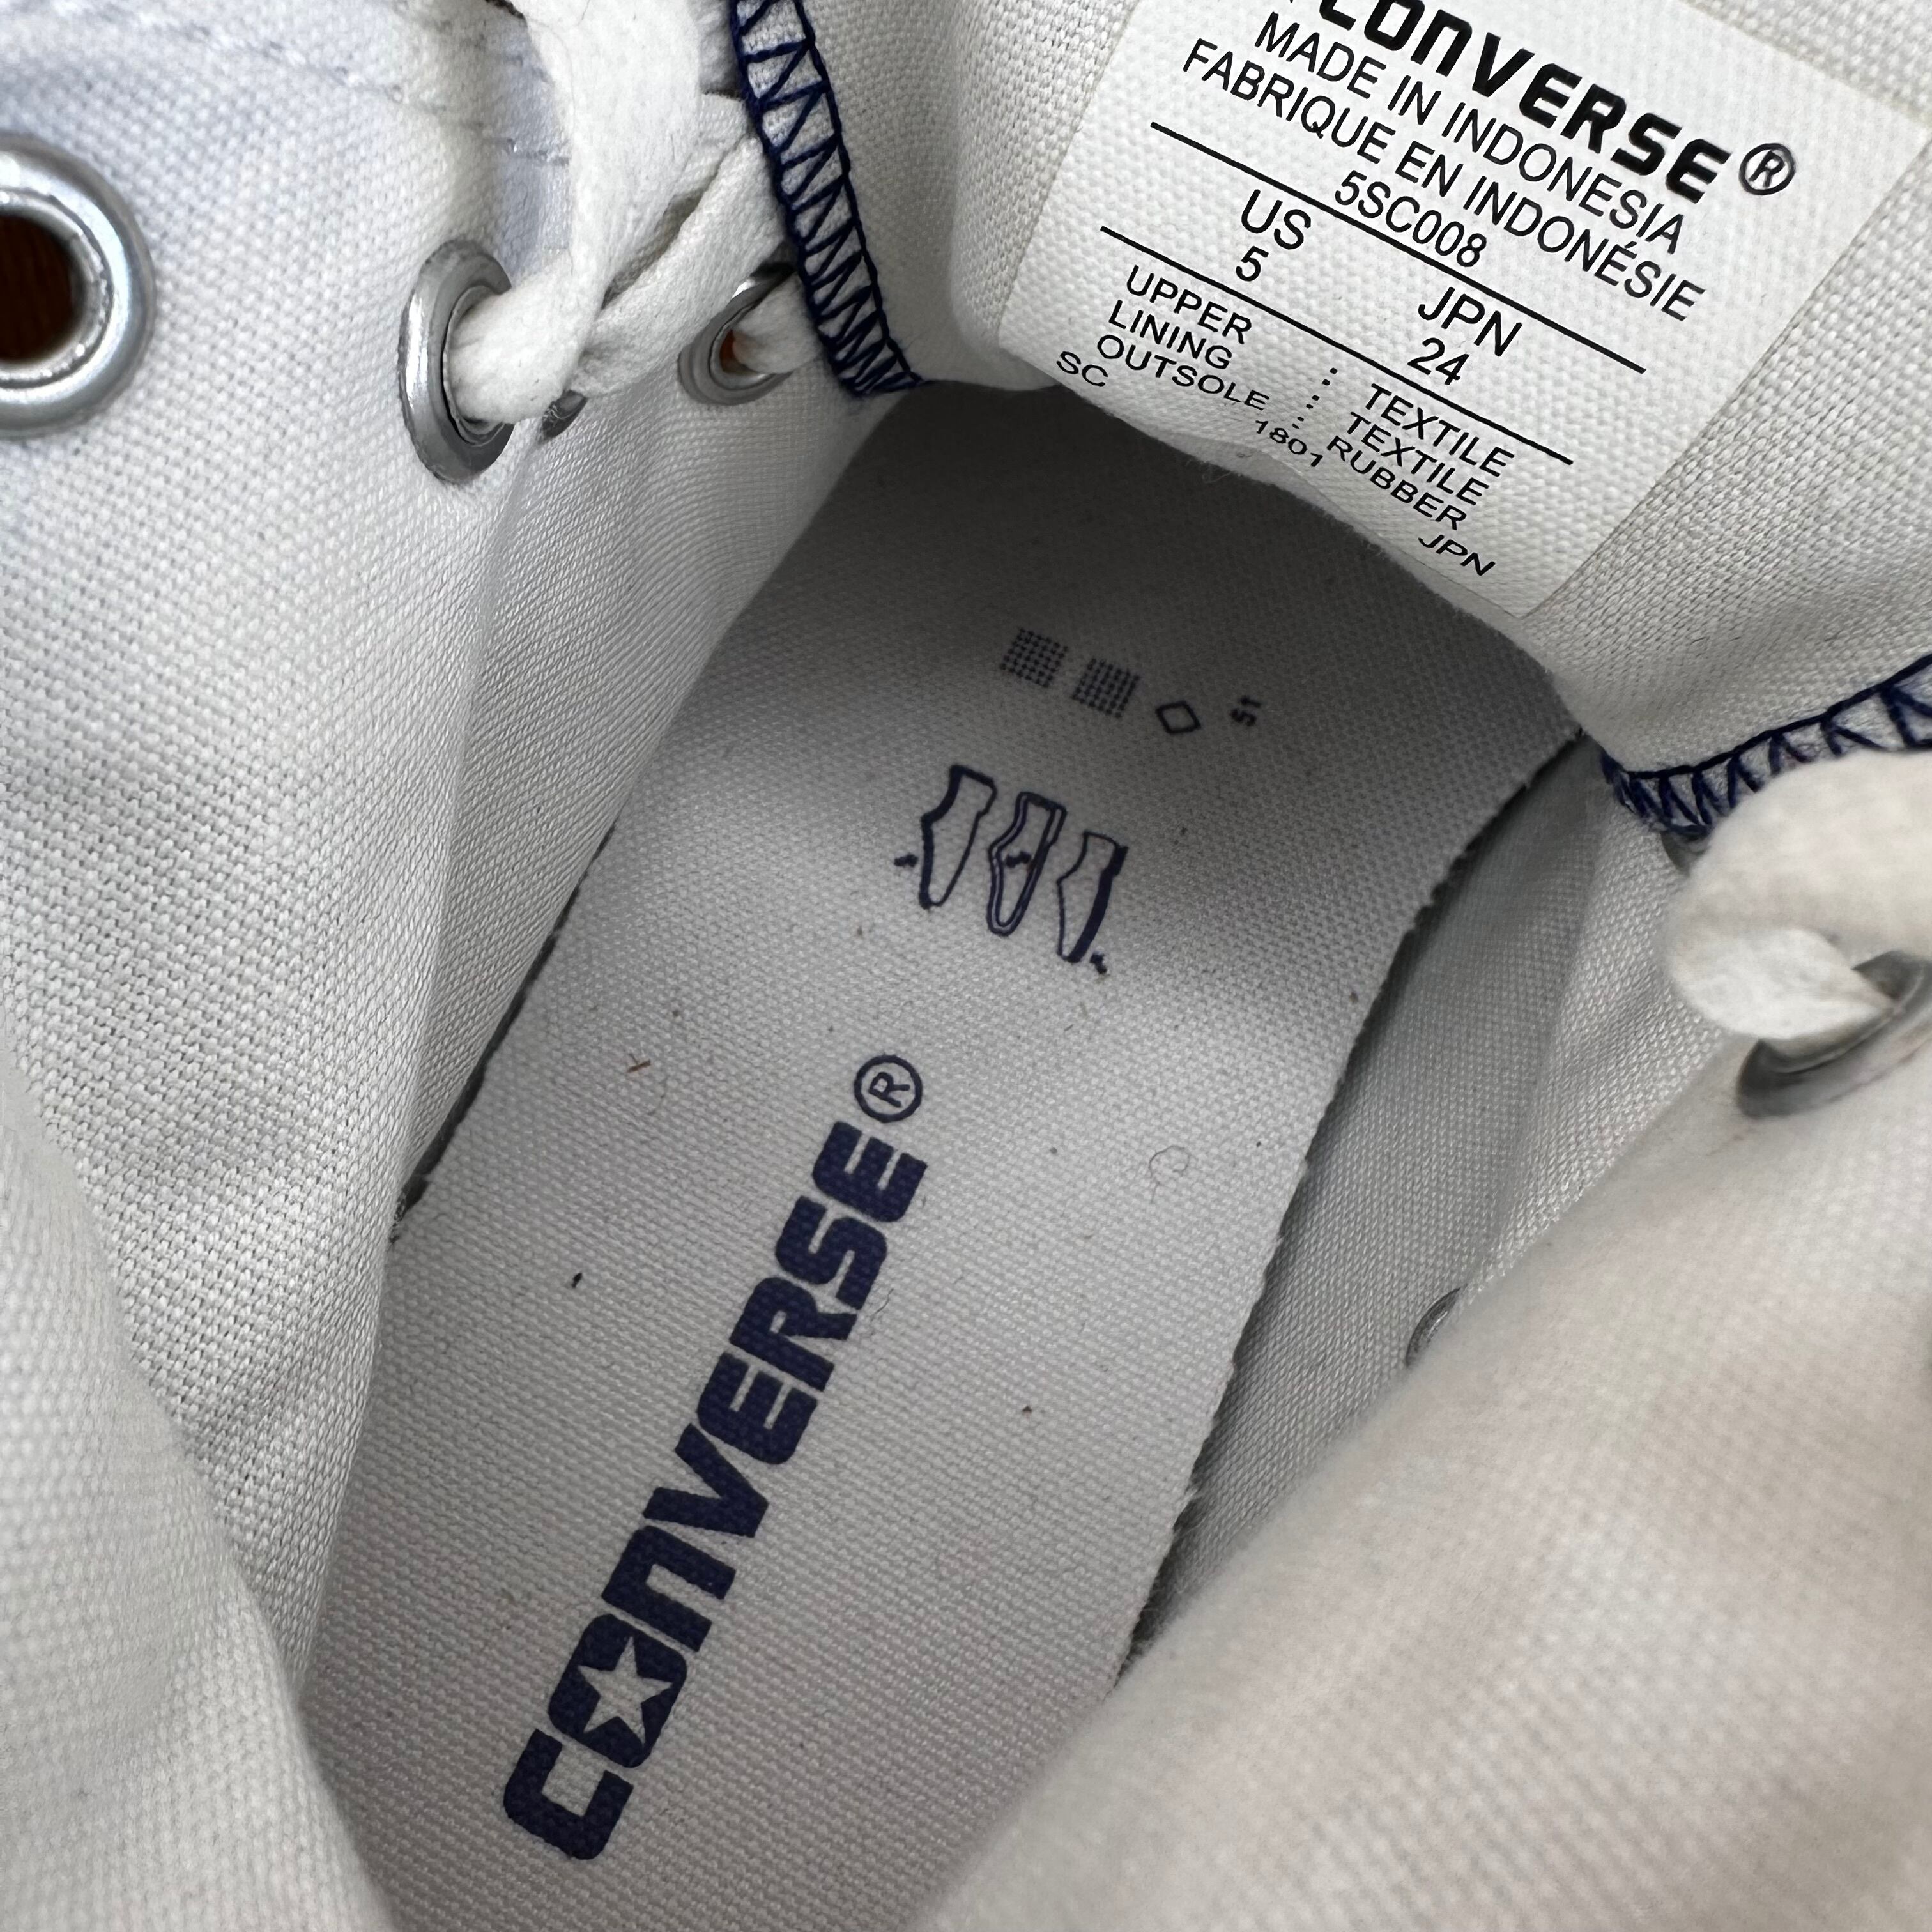 CONVERSE®
MADE IN INDONESIA
FABRIQUE EN INDONÉSIE
5SC008
US JPN
5 24
UPPER : TEXTILE
LINING : TEXTILE
OUTSOLE : RUBBER
SC 1801 JPN
51
CONVERSE®